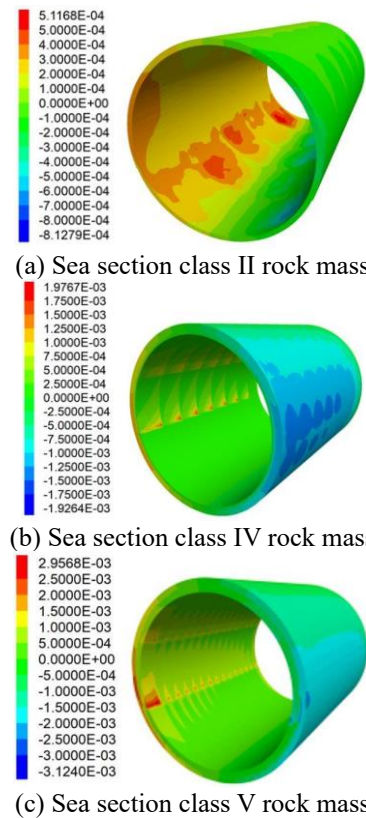 5.1168E-04
5.0000E-04
4.0000E-04
3.0000E-04
2.0000E-04
1.0000E-04
0.0000E+00
-1.0000E-04
-2.0000E-04
-3.0000E-04
-4.0000E-04
-5.0000E-04
-6.0000E-04
-7.0000E-04
-8.0000E-04
-8.1279E-04
(a) Sea section class II rock mass
1.9767E-03
1.7500E-03
1.5000E-03
1.2500E-03
1.0000E-03
7.5000E-04
5.0000E-04
2.5000E-04
0.0000E+00
-2.5000E-04
-5.0000E-04
-7.5000E-04
-1.0000E-03
-1.2500E-03
-1.5000E-03
-1.7500E-03
-1.9264E-03
(b) Sea section class IV rock mass
2.9568E-03
2.5000E-03
2.0000E-03
1.5000E-03
1.0000E-03
5.0000E-04
0.0000E+00
-5.0000E-04
-1.0000E-03
-1.5000E-03
-2.0000E-03
-2.5000E-03
-3.0000E-03
-3.1240E-03
(c) Sea section class V rock mass